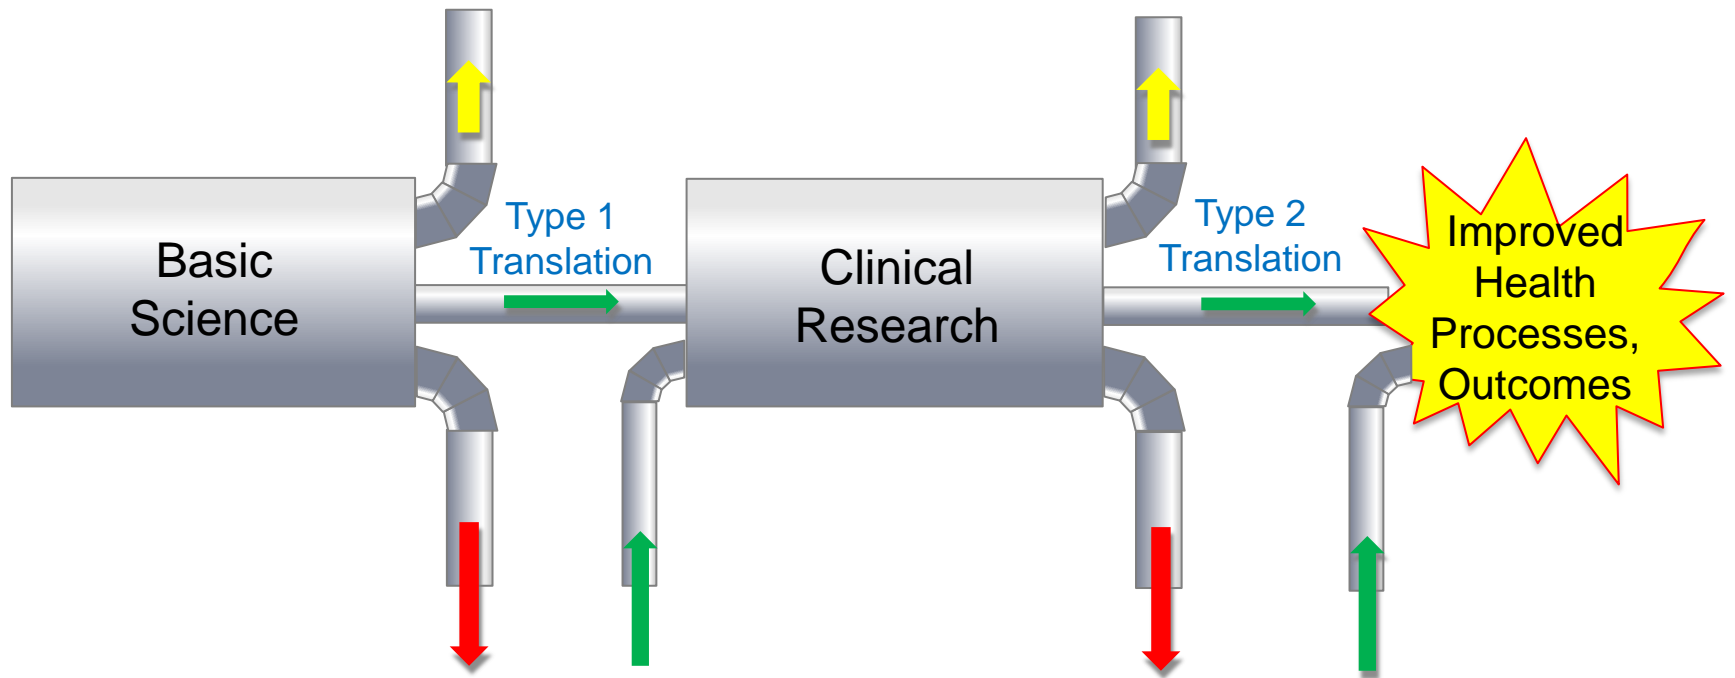 Basic
Science
Type 1
Translation
Clinical
Research
Type 2
Translation
Improved
Health
Processes,
Outcomes